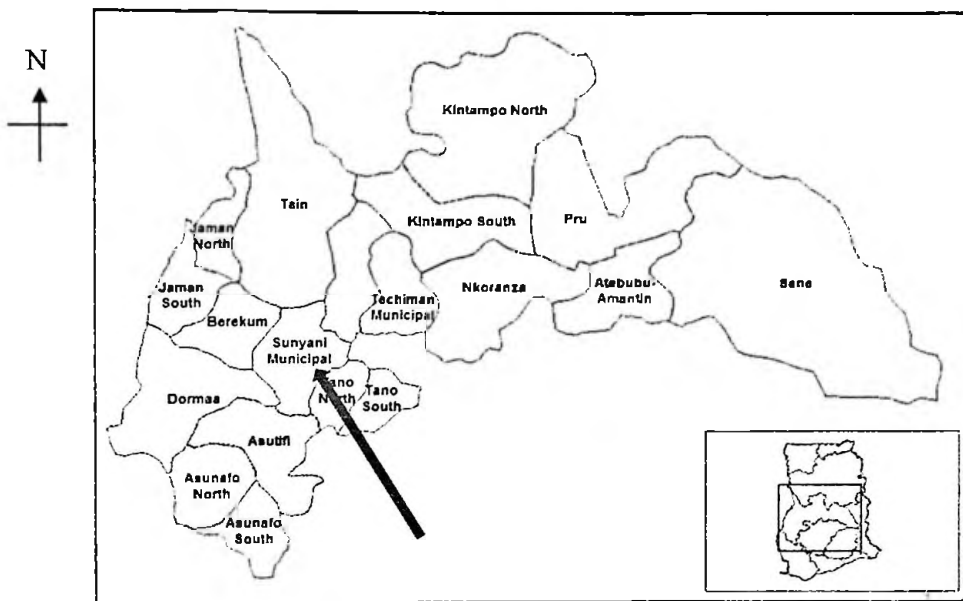 N
Kintampo North
Tain
Kintampo South
Pru
Jaman
North
Jaman
South
Nkoranza
Atebubu-
Amantin
Sene
Techiman
Municipal
Berekum
Sunyani
Municipal
Tano
North
Tano
South
Dormaa
Asutifi
Asunafo
North
Asunafo
South